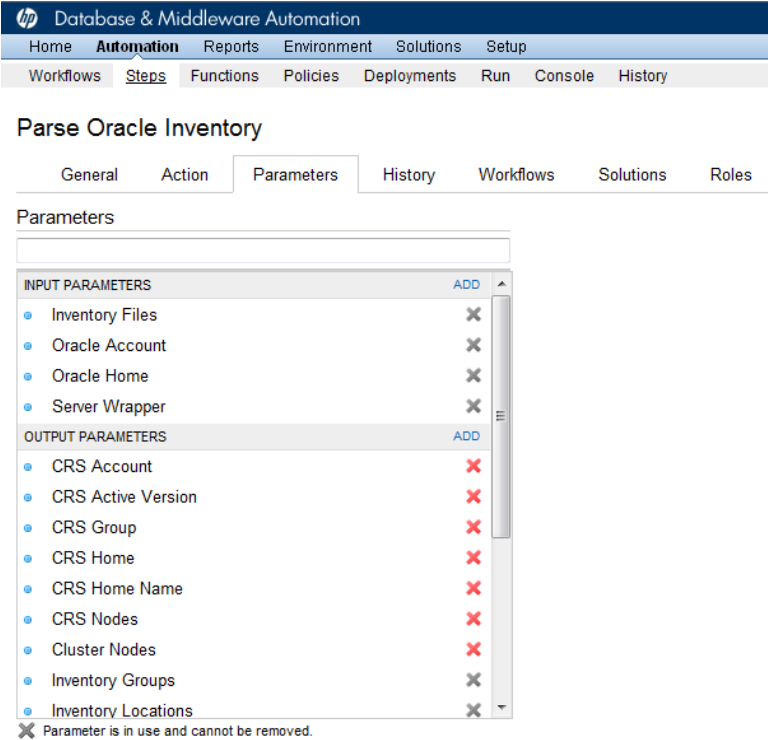 hp Database & Middleware Automation
Home Automation Reports Environment Solutions Setup
Workflows Steps Functions Policies Deployments Run Console History
Parse Oracle Inventory
General Action Parameters History Workflows Solutions Roles
Parameters
INPUT PARAMETERS ADD
Inventory Files
Oracle Account
Oracle Home
Server Wrapper
OUTPUT PARAMETERS ADD
CRS Account
CRS Active Version
CRS Group
CRS Home
CRS Home Name
CRS Nodes
Cluster Nodes
Inventory Groups
Inventory Locations
Parameter is in use and cannot be removed.